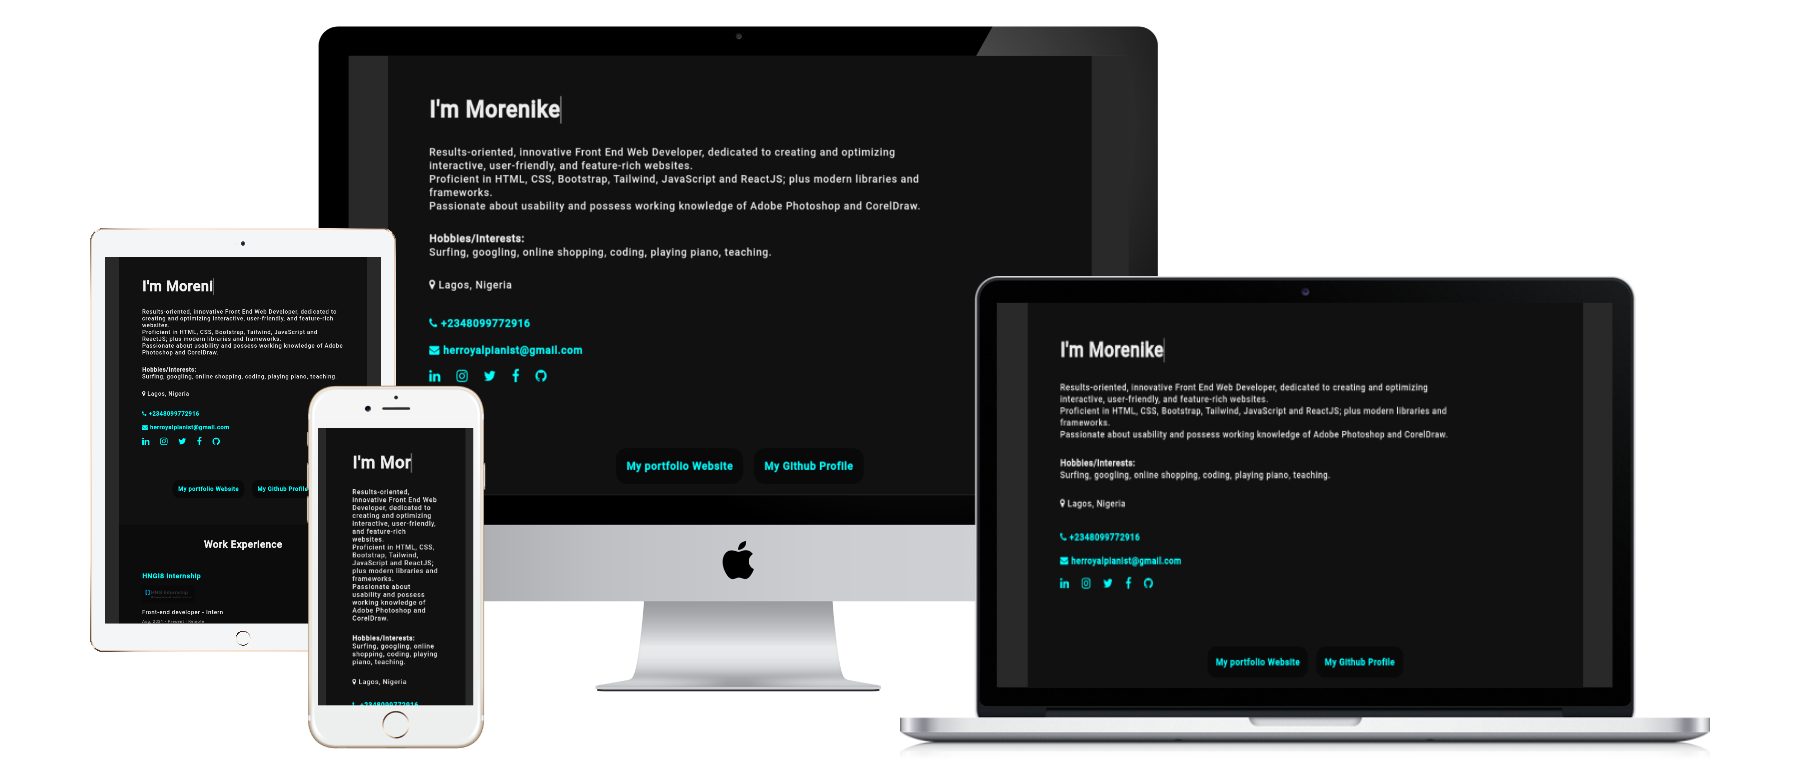 I'm Morenike
Results-oriented, innovative Front End Web Developer, dedicated to creating and optimizing
interactive, user-friendly, and feature-rich websites.
Proficient in HTML, CSS, Bootstrap, Tailwind, JavaScript and ReactJS; plus modern libraries and
frameworks.
Passionate about usability and possess working knowledge of Adobe Photoshop and CorelDraw.
Hobbies/Interests:
Surfing, googling, online shopping, coding, playing piano, teaching.
Lagos, Nigeria
+2348099772916
herroyalpianist@gmail.com
My portfolio Website
My Github Profile
I'm Moreni
Results-oriented, innovative Front End Web Developer, dedicated to
creating and optimizing interactive, user-friendly, and feature-rich
websites.
Proficient in HTML, CSS, Bootstrap, Tailwind, JavaScript and
ReactJS; plus modern libraries and frameworks.
Passionate about usability and possess working knowledge of Adobe
Photoshop and CorelDraw.
Hobbies/Interests:
Surfing, googling, online shopping, coding, playing piano, teaching.
Lagos, Nigeria
+2348099772916
herroyalpianist@gmail.com
My portfolio Website
My Github Profile
Work Experience
HNGi8 Internship
HNG Internship
Front-end developer - Intern
Aug, 2021 - Present | Remote
I'm Mor
Results-oriented,
innovative Front End Web
Developer, dedicated to
creating and optimizing
interactive, user-friendly,
and feature-rich
websites.
Proficient in HTML, CSS,
Bootstrap, Tailwind,
JavaScript and ReactJS;
plus modern libraries and
frameworks.
Passionate about
usability and possess
working knowledge of
Adobe Photoshop and
CorelDraw.
Hobbies/Interests:
Surfing, googling, online
shopping, coding, playing
piano, teaching.
Lagos, Nigeria
+2348099772916
I'm Morenike
Results-oriented, innovative Front End Web Developer, dedicated to creating and optimizing
interactive, user-friendly, and feature-rich websites.
Proficient in HTML, CSS, Bootstrap, Tailwind, JavaScript and ReactJS; plus modern libraries and
frameworks.
Passionate about usability and possess working knowledge of Adobe Photoshop and CorelDraw.
Hobbies/Interests:
Surfing, googling, online shopping, coding, playing piano, teaching.
Lagos, Nigeria
+2348099772916
herroyalpianist@gmail.com
My portfolio Website
My Github Profile